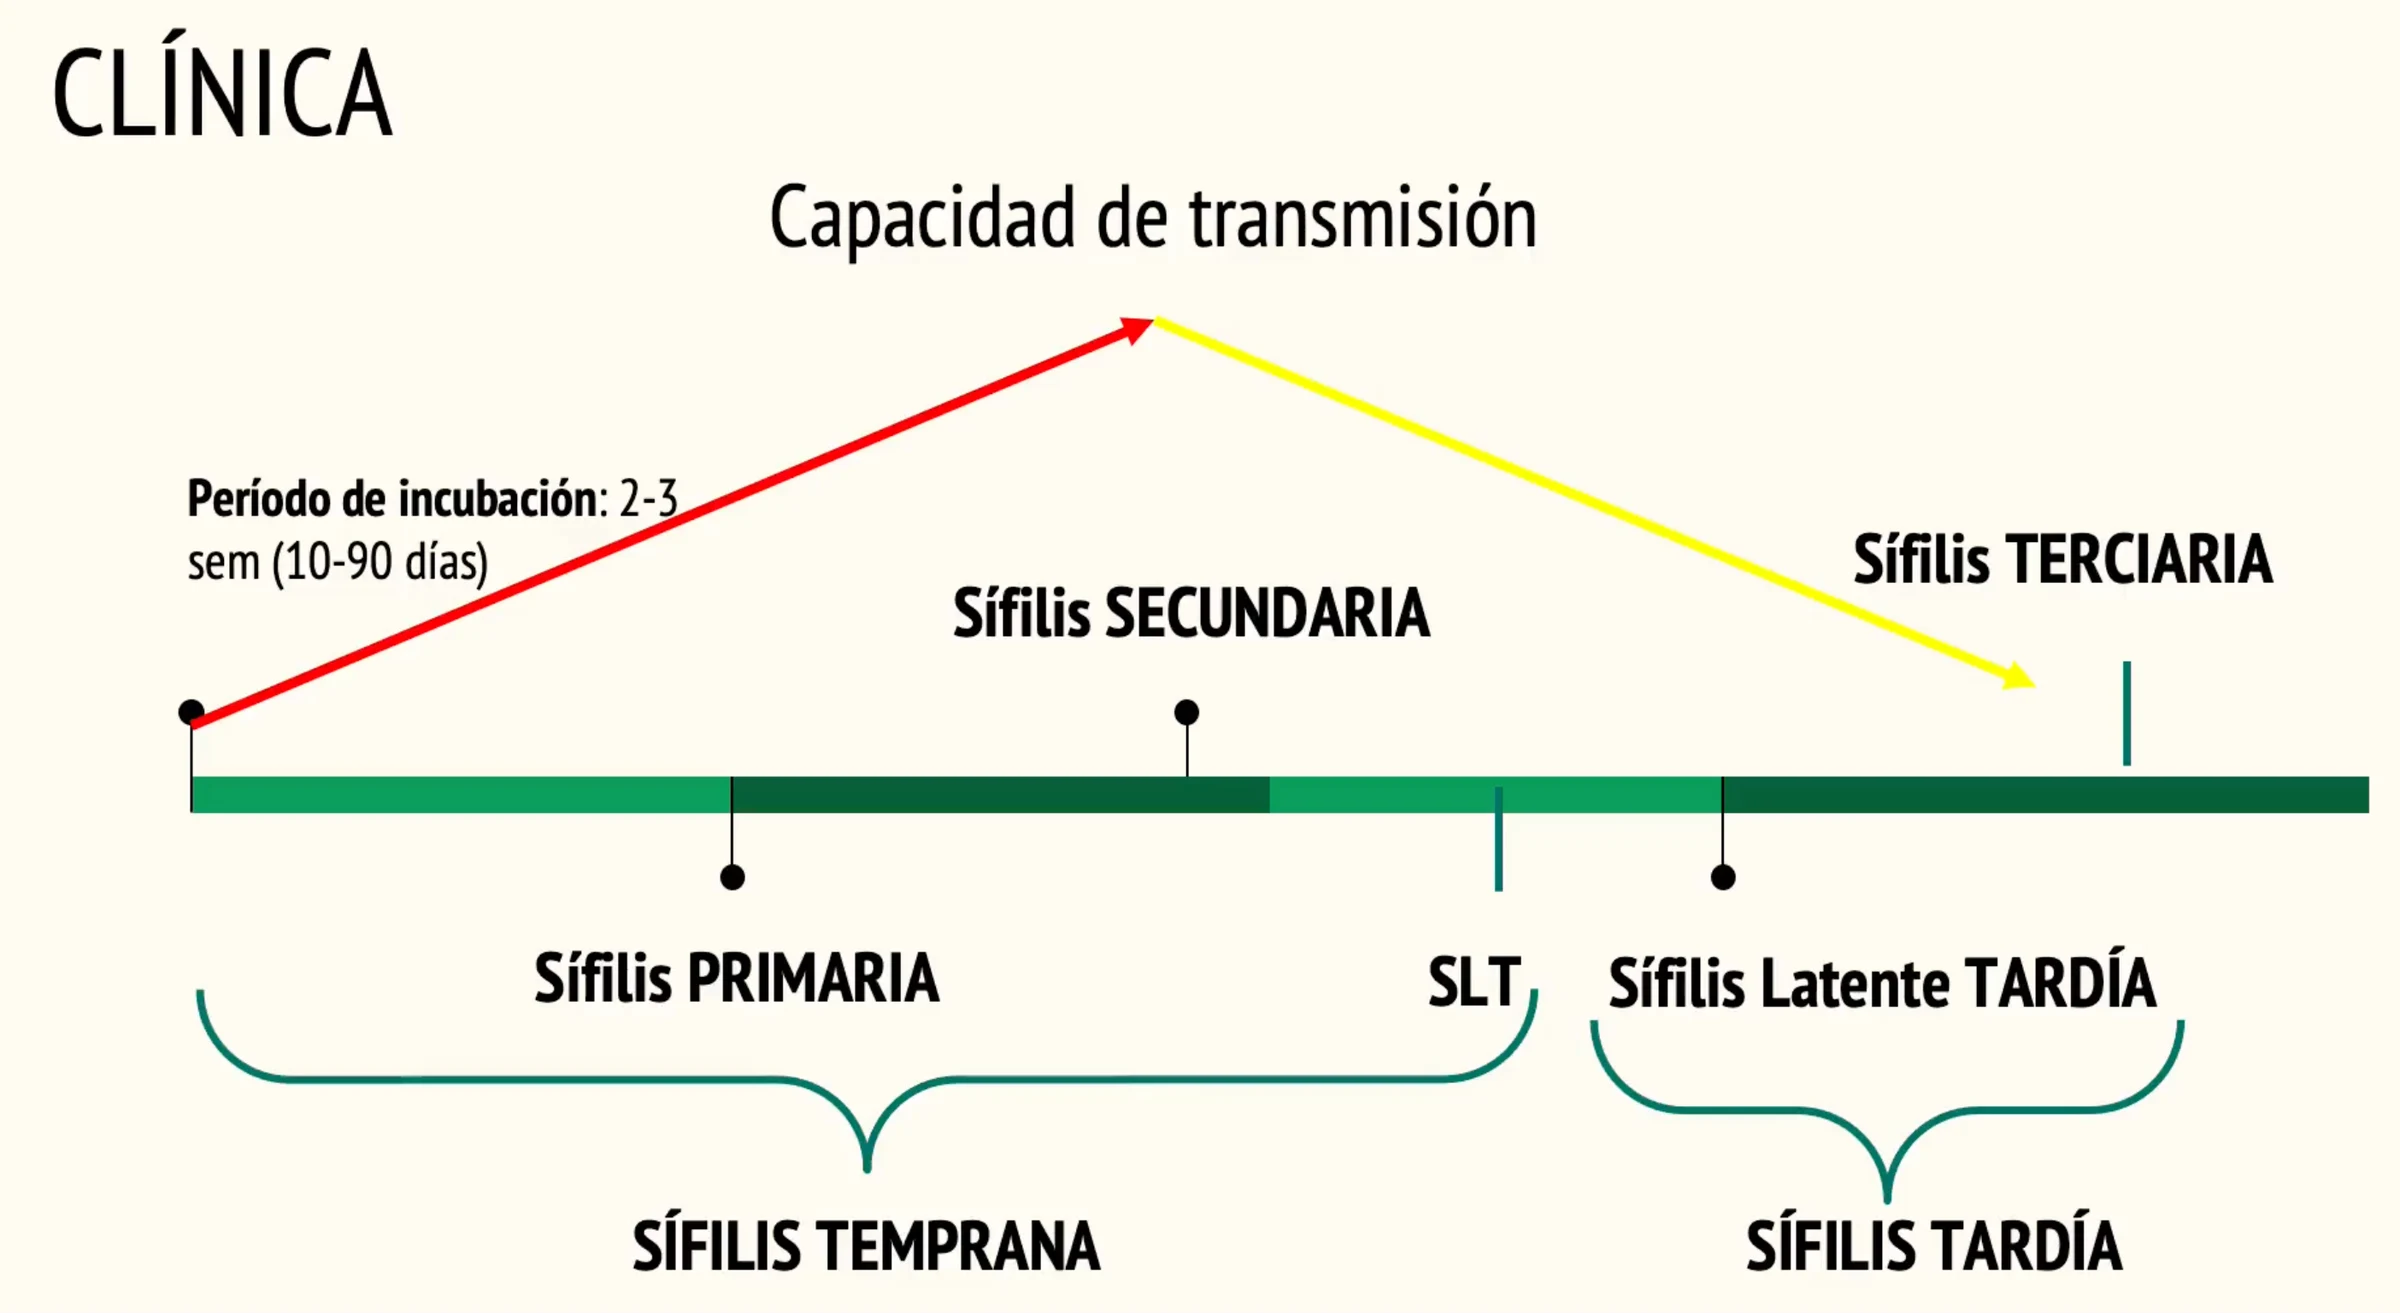 CLÍNICA
Capacidad de transmisión
Período de incubación: 2-3
sem (10-90 días)
Sífilis SECUNDARIA
Sífilis TERCIARIA
Sífilis PRIMARIA
SLT
Sífilis Latente TARDÍA
SÍFILIS TEMPRANA
SÍFILIS TARDÍA